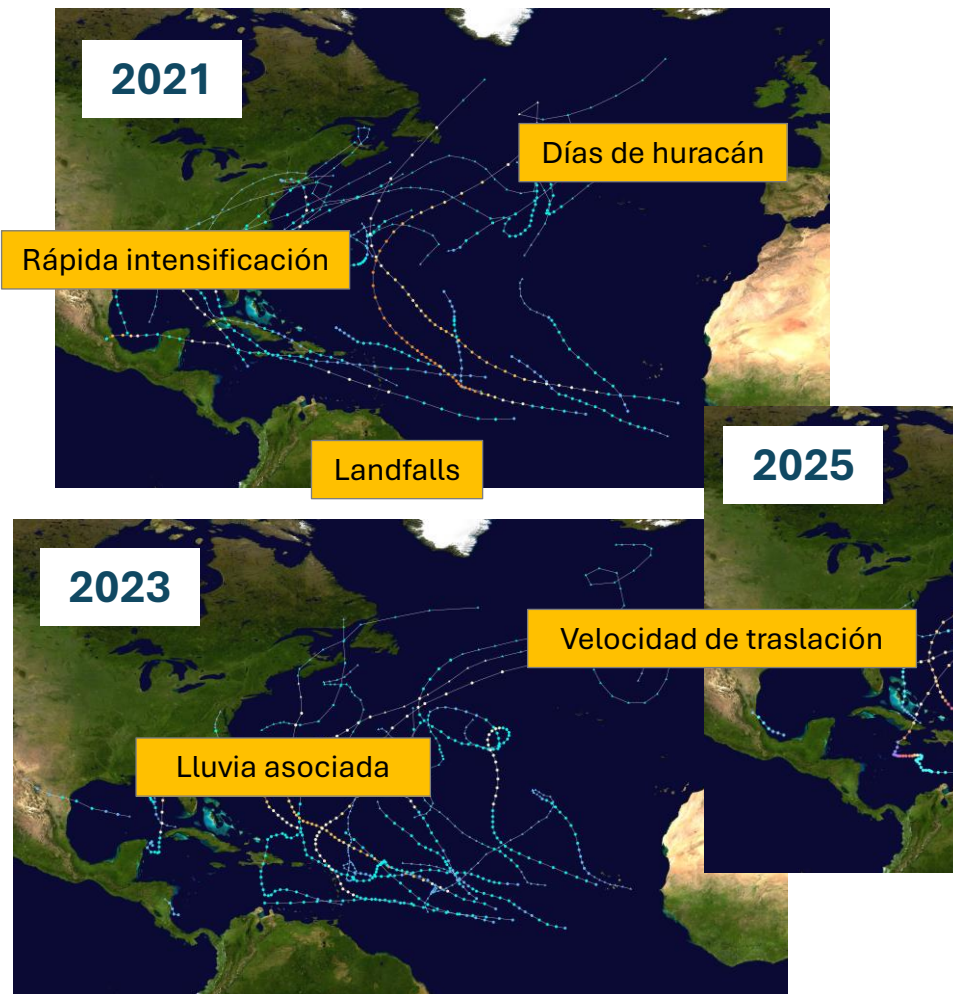 2021
Días de huracán
Rápida intensificación
Landfalls
2025
2023
Velocidad de traslación
Lluvia asociada